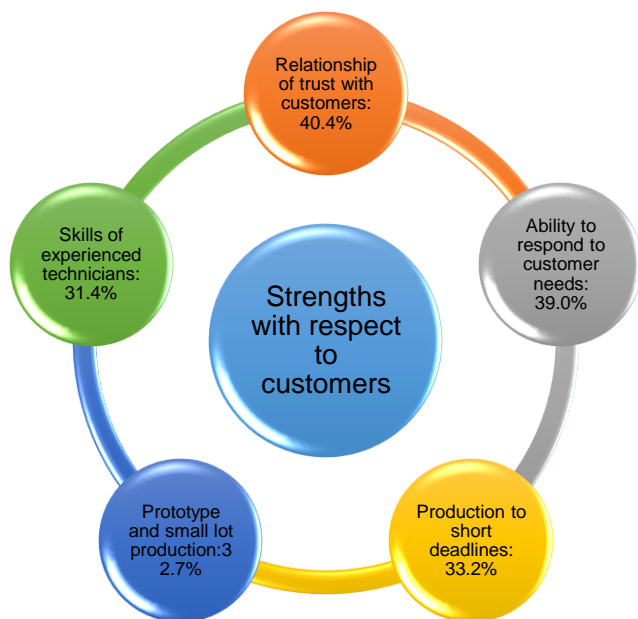 Relationship
of trust with
customers:
40.4%
Ability to
respond to
customer
needs:
39.0%
Production to
short
deadlines:
33.2%
Prototype
and small lot
production:3
2.7%
Skills of
experienced
technicians:
31.4%
Strengths
with respect
to
customers